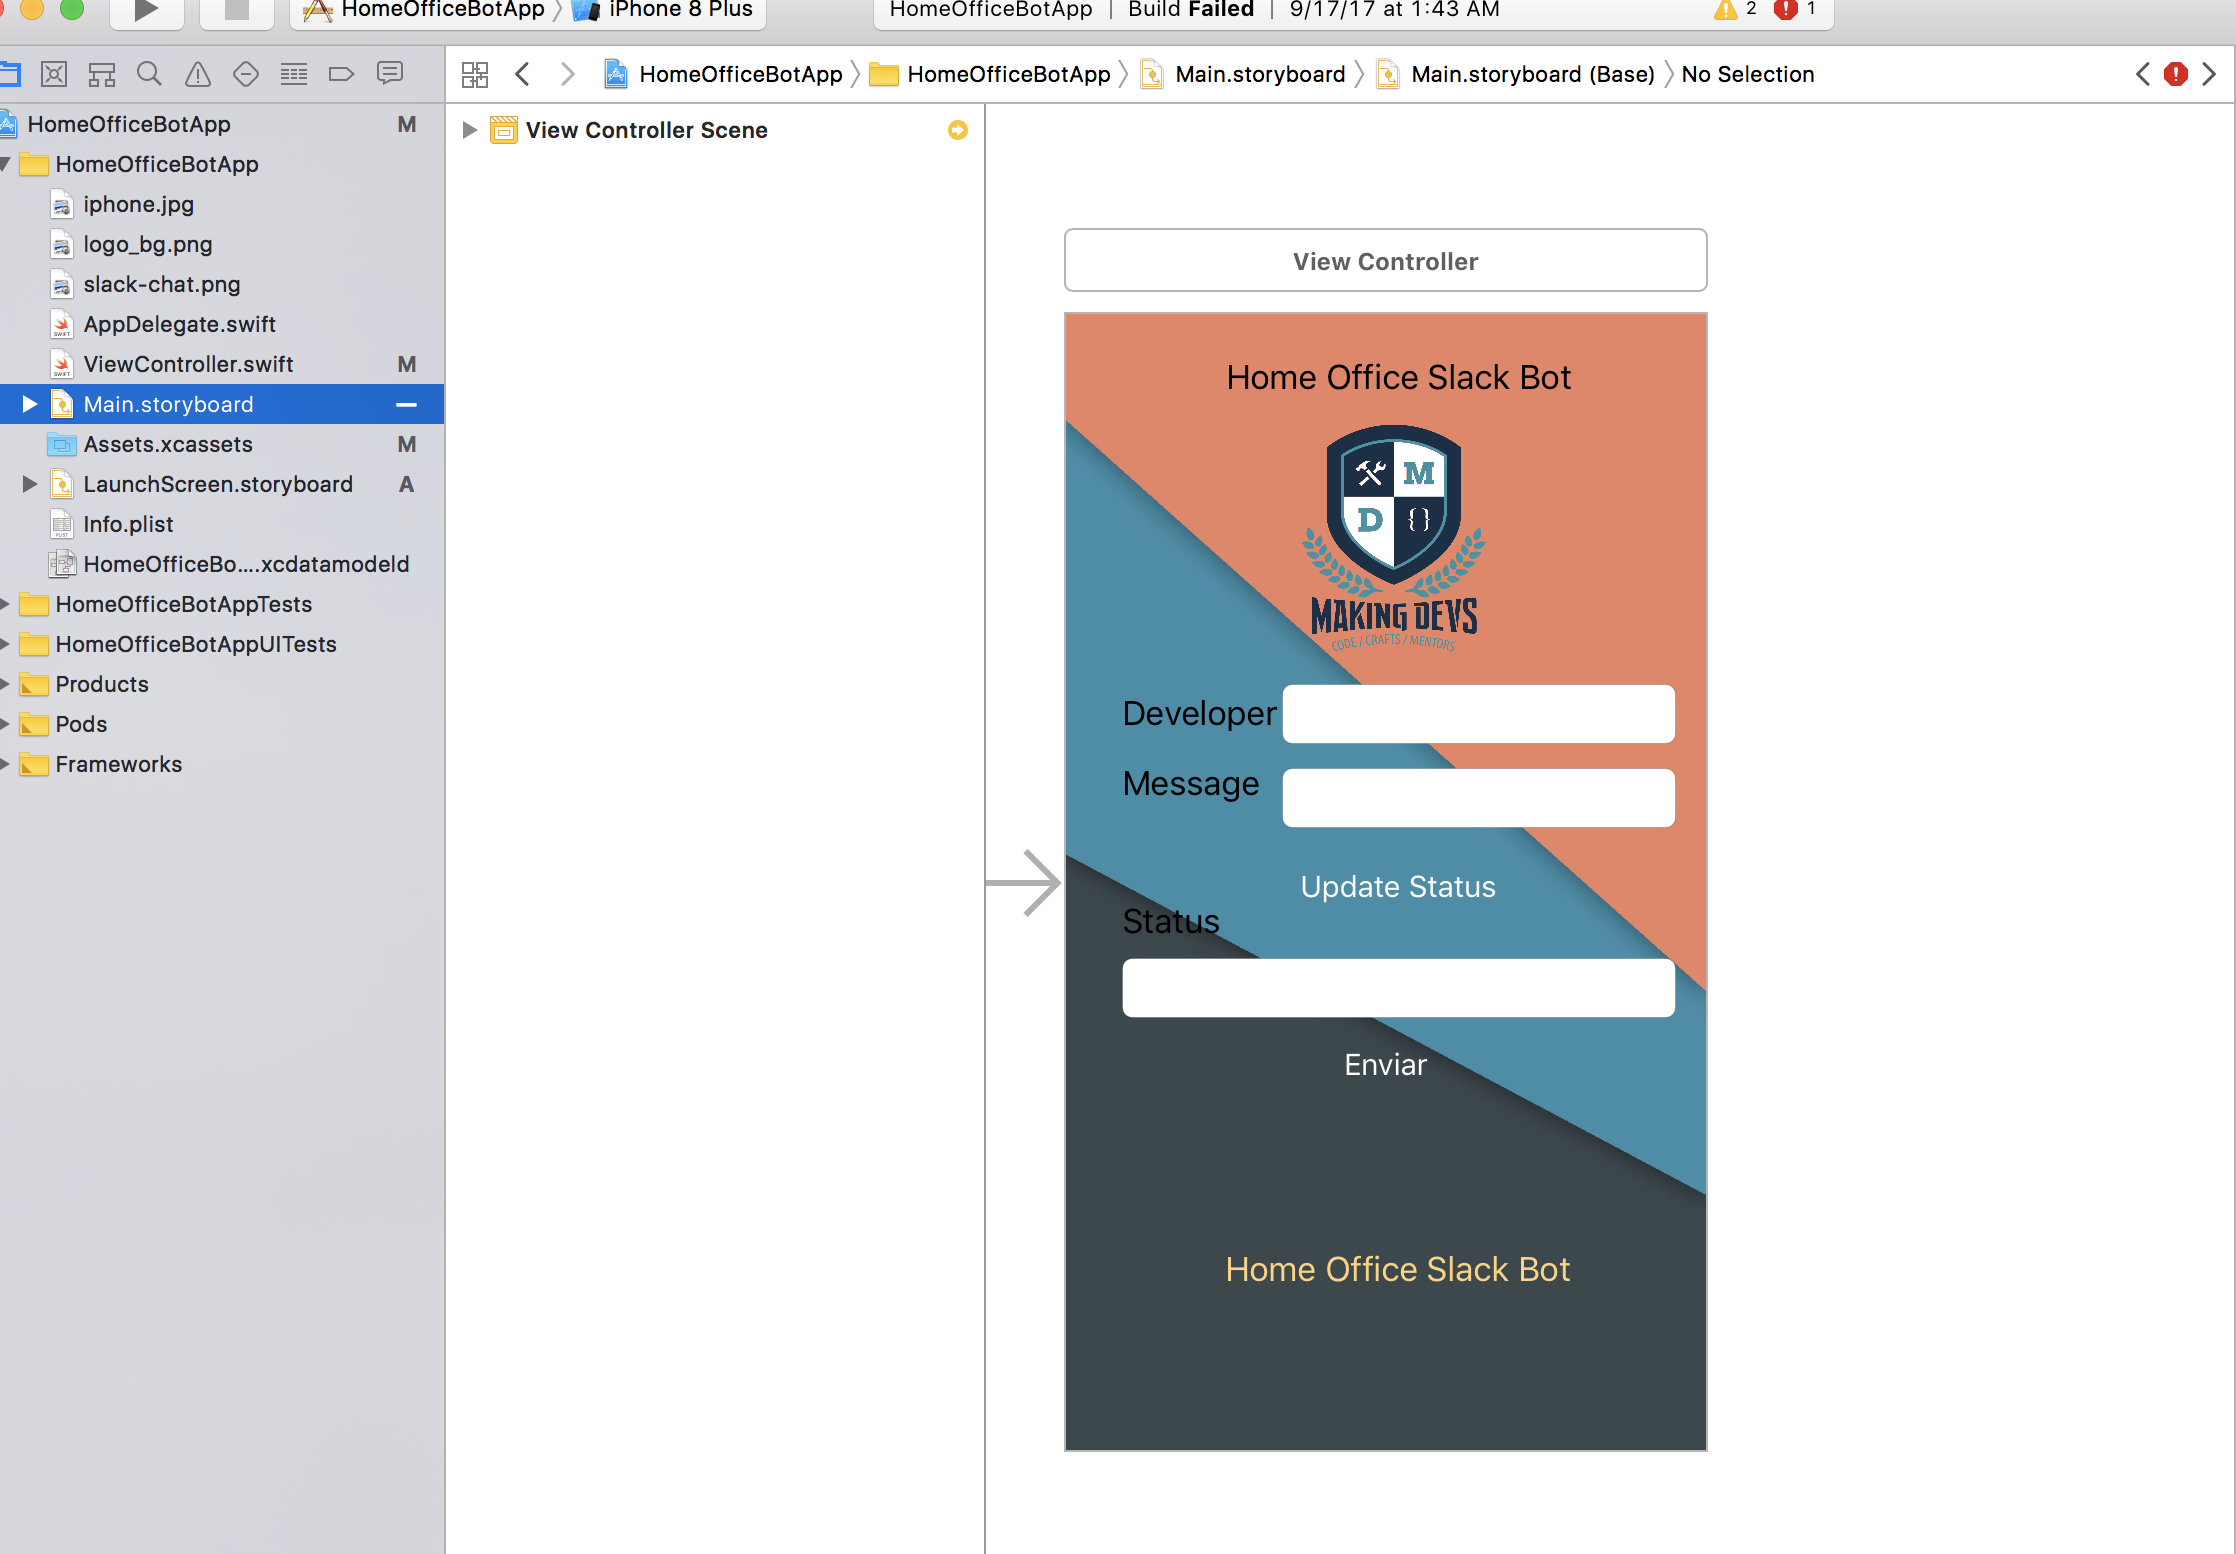 HomeOfficeBotApp iPhone 8 Plus
HomeOfficeBotApp | Build Failed | 9/17/17 at 1:43 AM 2 1
HomeOfficeBotApp HomeOfficeBotApp Main.storyboard Main.storyboard (Base) No Selection
HomeOfficeBotApp M
HomeOfficeBotApp
iphone.jpg
logo_bg.png
slack-chat.png
AppDelegate.swift
ViewController.swift M
Main.storyboard –
Assets.xcassets M
LaunchScreen.storyboard A
Info.plist
HomeOfficeBo....xcdatamodeld
HomeOfficeBotAppTests
HomeOfficeBotAppUITests
Products
Pods
Frameworks
View Controller Scene
View Controller
Home Office Slack Bot
M
D { }
MAKING DEVS
CODE / CRAFTS / MENTORS
Developer
Message
Update Status
Status
Enviar
Home Office Slack Bot